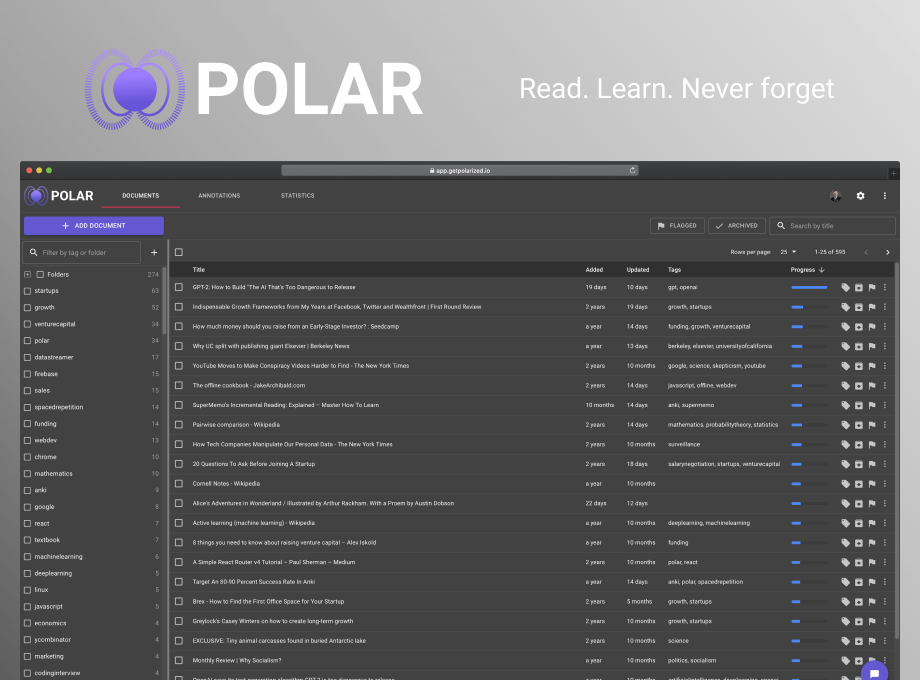 POLAR
Read. Learn. Never forget
app.getpolarized.io
POLAR DOCUMENTS ANNOTATIONS STATISTICS
+ ADD DOCUMENT FLAGGED ARCHIVED Search by title
Filter by tag or folder + Rows per page: 25 1-25 of 595
Folders 274
startups 63
growth 52
venturecapital 34
polar 34
datastreamer 17
firebase 15
sales 15
spacedrepetition 14
funding 14
webdev 13
chrome 10
mathematics 10
anki 9
google 8
react 7
textbook 7
machinelearning 6
deeplearning 5
linux 5
javascript 5
economics 4
ycombinator 4
marketing 4
codinginterview 4
Title Added Updated Tags Progress
GPT-2: How to Build "The AI That's Too Dangerous to Release 19 days 10 days gpt, openai
Indispensable Growth Frameworks from My Years at Facebook, Twitter and Wealthfront | First Round Review 2 years 19 days growth, startups
How much money should you raise from an Early-Stage Investor? : Seedcamp a year 14 days funding, growth, venturecapital
Why UC split with publishing giant Elsevier | Berkeley News a year 13 days berkeley, elsevier, universityofcalifornia
YouTube Moves to Make Conspiracy Videos Harder to Find - The New York Times 2 years 10 months google, science, skepticism, youtube
The offline cookbook - JakeArchibald.com 2 years 14 days javascript, offline, webdev
SuperMemo's Incremental Reading: Explained – Master How To Learn 10 months 14 days anki, supermemo
Pairwise comparison - Wikipedia 2 years 14 days mathematics, probabilitytheory, statistics
How Tech Companies Manipulate Our Personal Data - The New York Times 2 years 10 months surveillance
20 Questions To Ask Before Joining A Startup 2 years 18 days salarynegotiation, startups, venturecapital
Cornell Notes - Wikipedia a year 10 months
Alice's Adventures in Wonderland / Illustrated by Arthur Rackham. With a Proem by Austin Dobson 22 days 12 days
Active learning (machine learning) - Wikipedia a year 10 months deeplearning, machinelearning
8 things you need to know about raising venture capital – Alex Iskold a year 10 months funding
A Simple React Router v4 Tutorial – Paul Sherman – Medium 2 years 10 months polar, react
Target An 80-90 Percent Success Rate In Anki a year 14 days anki, polar, spacedrepetition
Brex - How to Find the First Office Space for Your Startup 2 years 5 months growth, startups
Greylock's Casey Winters on how to create long-term growth 2 years 10 months growth, startups
EXCLUSIVE: Tiny animal carcasses found in buried Antarctic lake 2 years 10 months science
Monthly Review | Why Socialism? a year 10 months politics, socialism